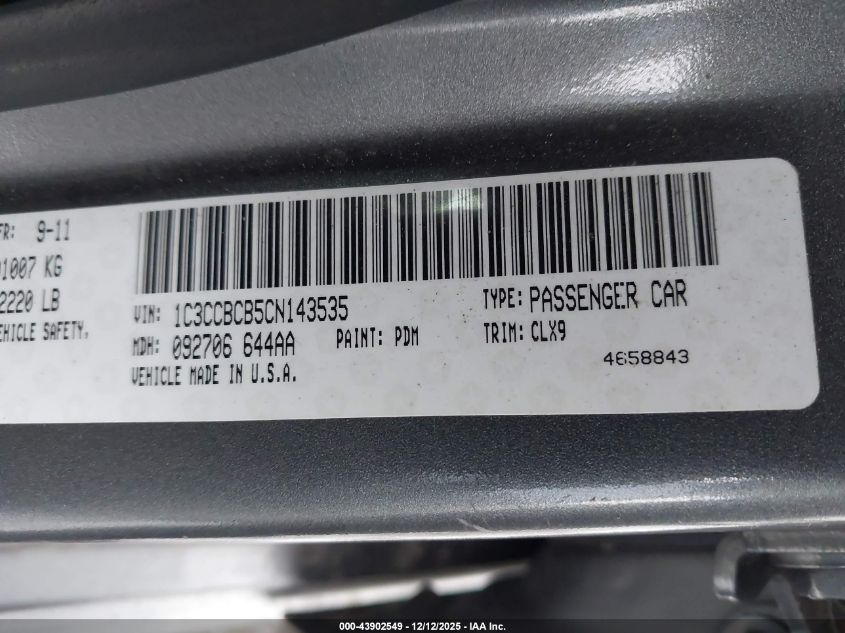 FR: 9-11
1007 KG
2220 LB
VEHICLE SAFETY,
VIN: 1C3CCBCB5CN143535
TYPE: PASSENGER CAR
MDH: 092706 644AA
PAINT: PDM
TRIM: CLX9
VEHICLE MADE IN U.S.A.
4658843
000-43902549 - 12/12/2025 - IAA Inc.